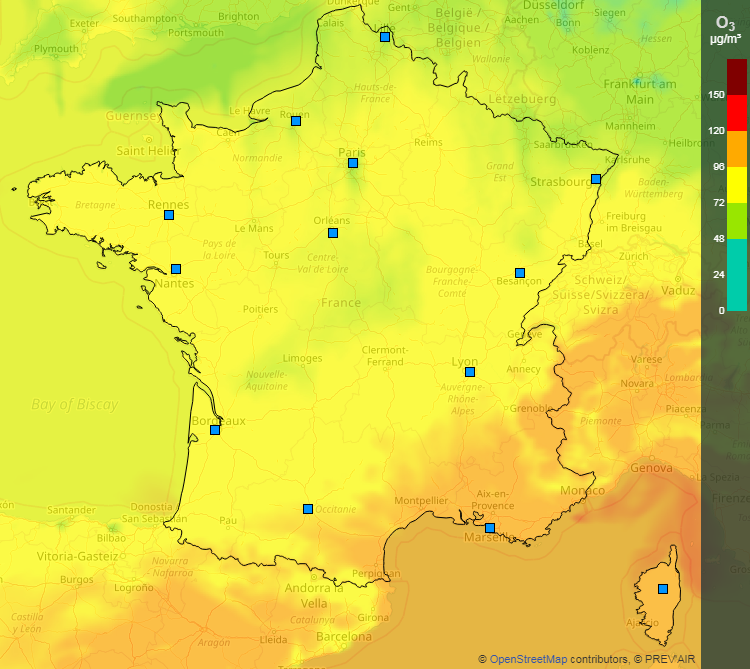 Dunkerque
Gent
Düsseldorf
Southampton
Brighton
Exeter
Portsmouth
Calais
België /
Belgique /
Belgien
Aachen
Siegen
Bonn
Plymouth
Koblenz
Hessen
Wallonie
Hauts-de-
France
Frankfurt am
Main
Lëtzebuerg
Guernsey
Le Havre
Rouen
Caen
Mannheim
Saint Helier
Normandie
Paris
Reims
Saarbrücken
Heilbronn
Karlsruhe
Grand
Est
Strasbourg
Baden-
Württemberg
Bretagne
Rennes
Le Mans
Orléans
Freiburg
im Breisgau
Pays de
la Loire
Tours
Centre-
Val de Loire
Basel
Zürich
Nantes
Bourgogne-
Franche
Comté
Besançon
Schweiz/
Suisse/Svizzera/
Svizra
Vaduz
Poitiers
France
Genève
Limoges
Clermont-
Ferrand
Lyon
Annecy
Varese
Novara
Lombardia
Nouvelle-
Aquitaine
Auvergne-
Rhône-
Alpes
Grenoble
Piacenza
Parma
Piemonte
Bay of Biscay
Bordeaux
Genova
La Spezia
Monaco
Firenze
Montpellier
Aix-en-
Provence
Marseille
Occitanie
Santander
Donostia
San Sebastián
Pau
Bilbao
Vitoria-Gasteiz
Navarra
- Nafarroa
Perpignan
Burgos
Logroño
Andorra la
Vella
Girona
Castilla
y León
Catalunya
Aragón
Lleida
Barcelona
Tarragona
Ajaccio
O₃
µg/m³
150
120
96
72
48
24
0
© OpenStreetMap contributors, © PREV'AIR